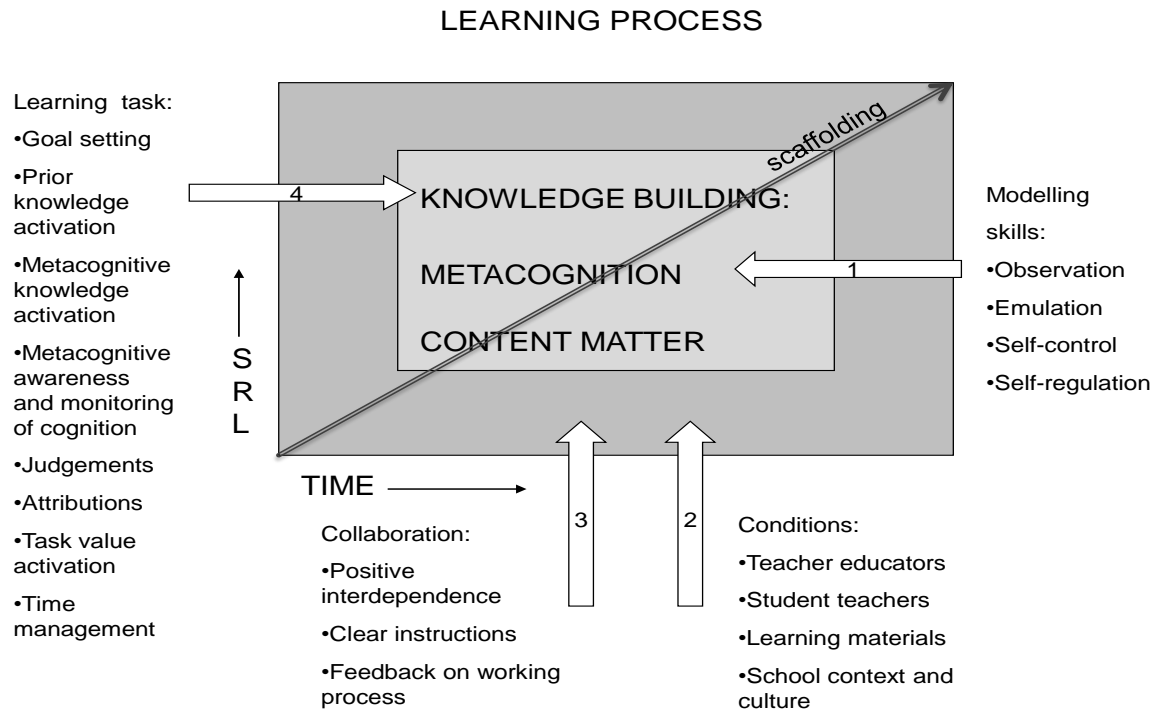 LEARNING PROCESS
Learning task:
•Goal setting
•Prior
knowledge
activation
•Metacognitive
knowledge
activation
•Metacognitive
awareness
and monitoring
of cognition
•Judgements
•Attributions
•Task value
activation
•Time
management
4
S
R
L
scaffolding
KNOWLEDGE BUILDING:
METACOGNITION
CONTENT MATTER
1
Modelling
skills:
•Observation
•Emulation
•Self-control
•Self-regulation
TIME
3
2
Collaboration:
•Positive
interdependence
•Clear instructions
•Feedback on working
process
Conditions:
•Teacher educators
•Student teachers
•Learning materials
•School context and
culture